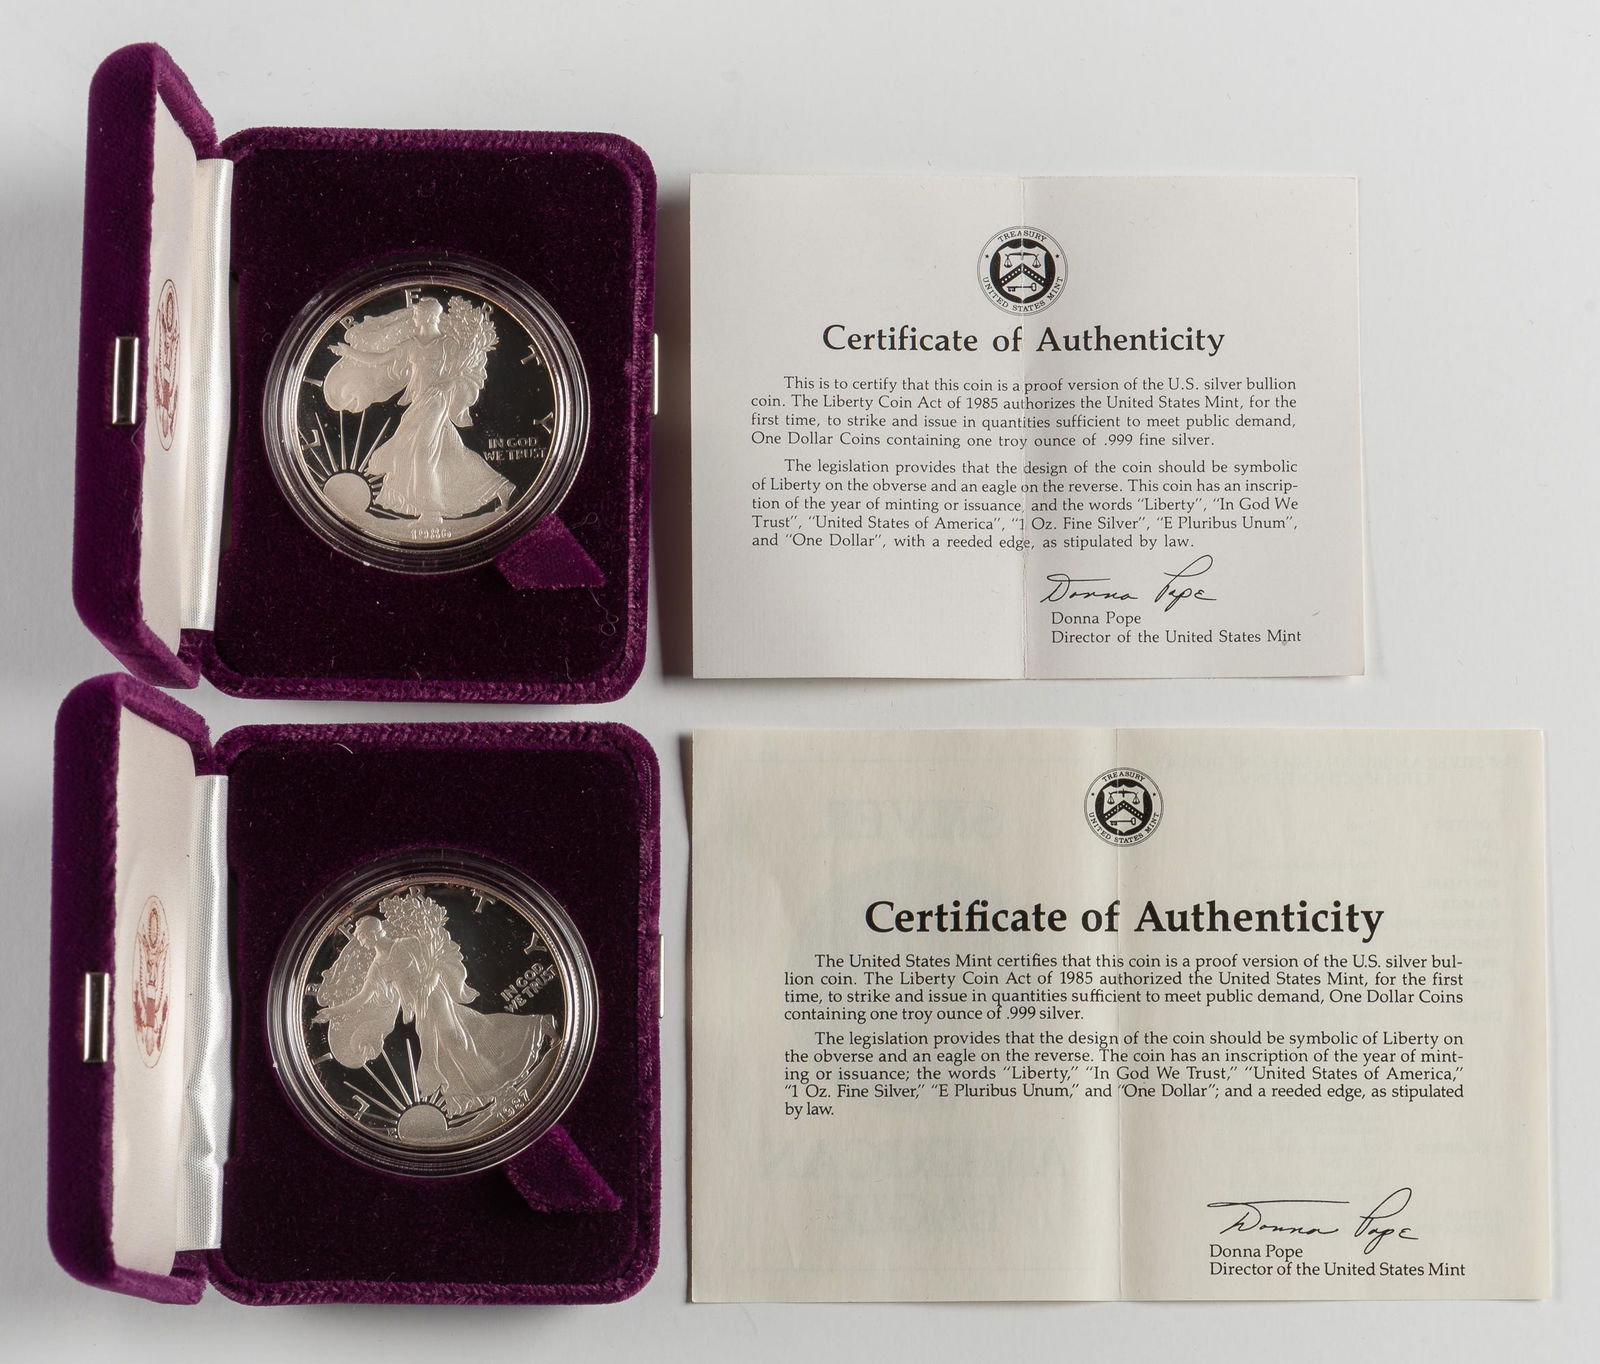 LIBERTY
IN GOD
WE TRUST
1986
TREASURY
UNITED STATES MINT
Certificate of Authenticity
This is to certify that this coin is a proof version of the U.S. silver bullion
coin. The Liberty Coin Act of 1985 authorizes the United States Mint, for the
first time, to strike and issue in quantities sufficient to meet public demand,
One Dollar Coins containing one troy ounce of .999 fine silver.
The legislation provides that the design of the coin should be symbolic
of Liberty on the obverse and an eagle on the reverse. This coin has an inscrip-
tion of the year of minting or issuance, and the words “Liberty”, “In God We
Trust”, “United States of America”, “1 Oz. Fine Silver”, “E Pluribus Unum”,
and “One Dollar”, with a reeded edge, as stipulated by law.
Donna Pope
Donna Pope
Director of the United States Mint
LIBERTY
IN GOD
WE TRUST
1987
TREASURY
UNITED STATES MINT
Certificate of Authenticity
The United States Mint certifies that this coin is a proof version of the U.S. silver bul-
lion coin. The Liberty Coin Act of 1985 authorized the United States Mint, for the first
time, to strike and issue in quantities sufficient to meet public demand, One Dollar Coins
containing one troy ounce of .999 silver.
The legislation provides that the design of the coin should be symbolic of Liberty on
the obverse and an eagle on the reverse. The coin has an inscription of the year of mint-
ing or issuance; the words “Liberty,” “In God We Trust,” “United States of America,”
“1 Oz. Fine Silver,” “E Pluribus Unum,” and “One Dollar”; and a reeded edge, as stipulated
by law.
Donna Pope
Donna Pope
Director of the United States Mint